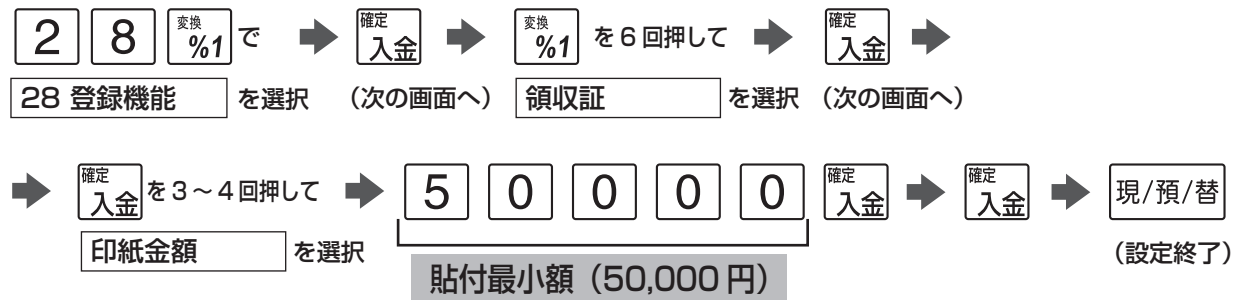 2 8 変換 %1 で 確定 入金 変換 %1 を6回押して 確定 入金
28 登録機能 を選択 （次の画面へ） 領収証 を選択 （次の画面へ）
確定 入金 を3～4回押して 5 0 0 0 0 確定 入金 確定 入金 現/預/替
印紙金額 を選択 （設定終了）
貼付最小額（50,000円）